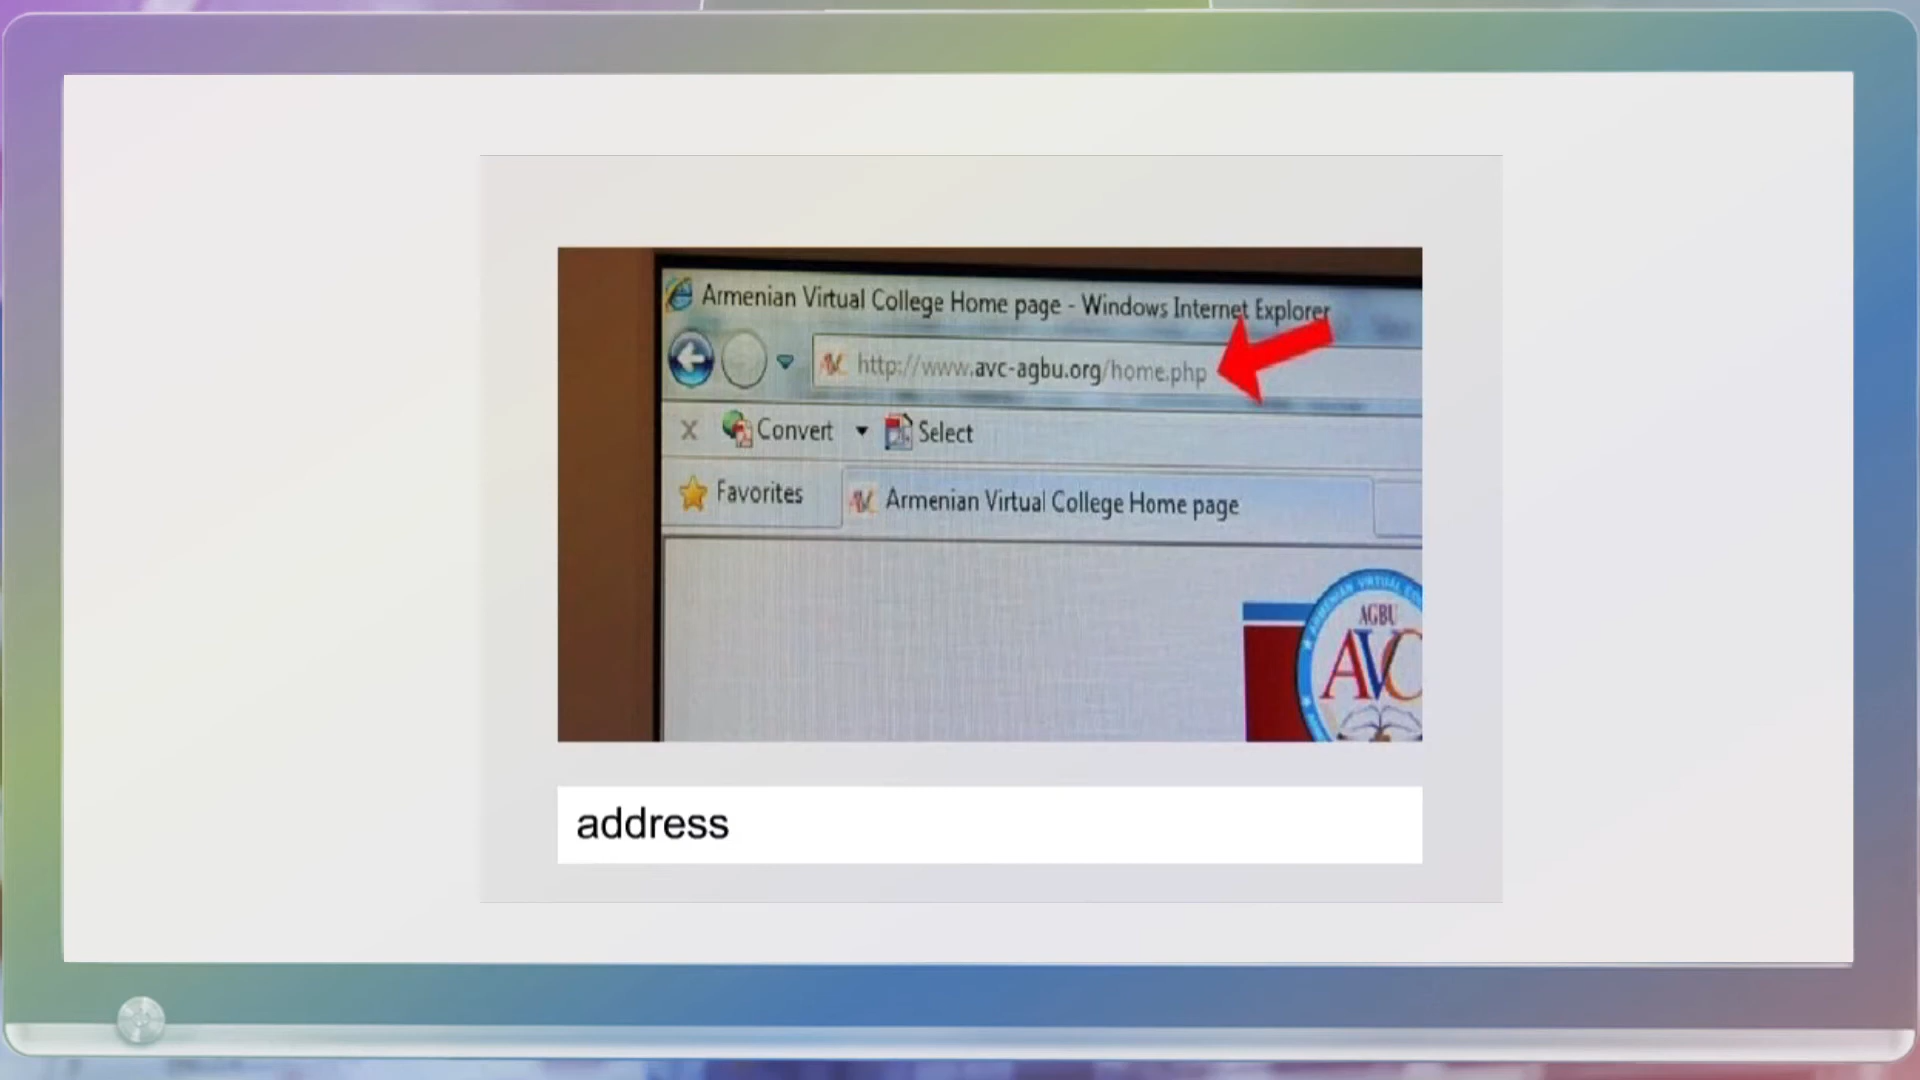 Armenian Virtual College Home page - Windows Internet Explorer
http://www.avc-agbu.org/home.php
X Convert Select
Favorites Armenian Virtual College Home page
AGBU
AVC
address